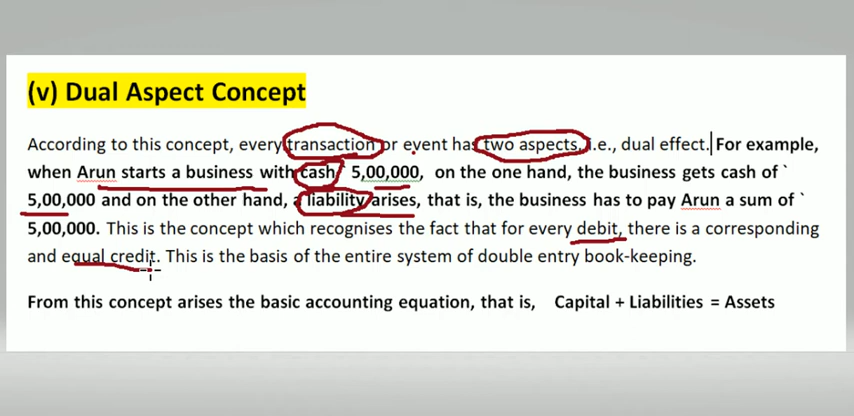 (v) Dual Aspect Concept
According to this concept, every transaction or event has two aspects, i.e., dual effect. For example,
when Arun starts a business with cash ` 5,00,000, on the one hand, the business gets cash of `
5,00,000 and on the other hand, a liability arises, that is, the business has to pay Arun a sum of `
5,00,000. This is the concept which recognises the fact that for every debit, there is a corresponding
and equal credit. This is the basis of the entire system of double entry book-keeping.
From this concept arises the basic accounting equation, that is, Capital + Liabilities = Assets